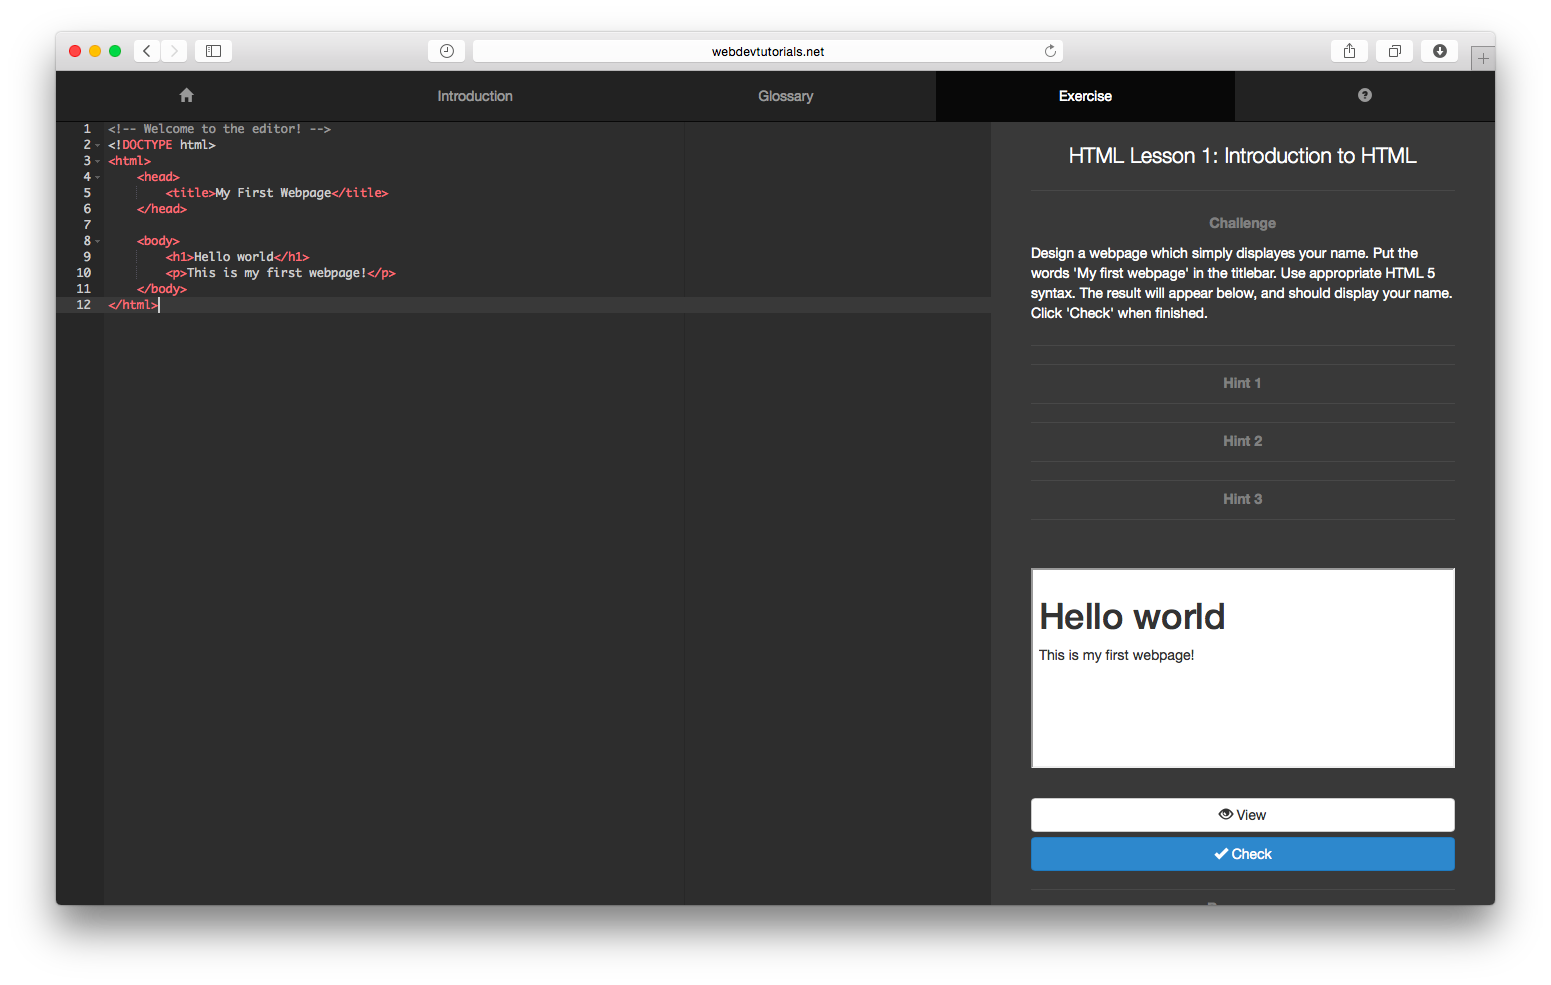 webdevtutorials.net
Introduction
Glossary
Exercise
1 <!-- Welcome to the editor! -->
2 <!DOCTYPE html>
3 <html>
4 <head>
5 <title>My First Webpage</title>
6 </head>
7
8 <body>
9 <h1>Hello world</h1>
10 <p>This is my first webpage!</p>
11 </body>
12 </html>
HTML Lesson 1: Introduction to HTML
Challenge
Design a webpage which simply displayes your name. Put the
words 'My first webpage' in the titlebar. Use appropriate HTML 5
syntax. The result will appear below, and should display your name.
Click 'Check' when finished.
Hint 1
Hint 2
Hint 3
Hello world
This is my first webpage!
View
Check